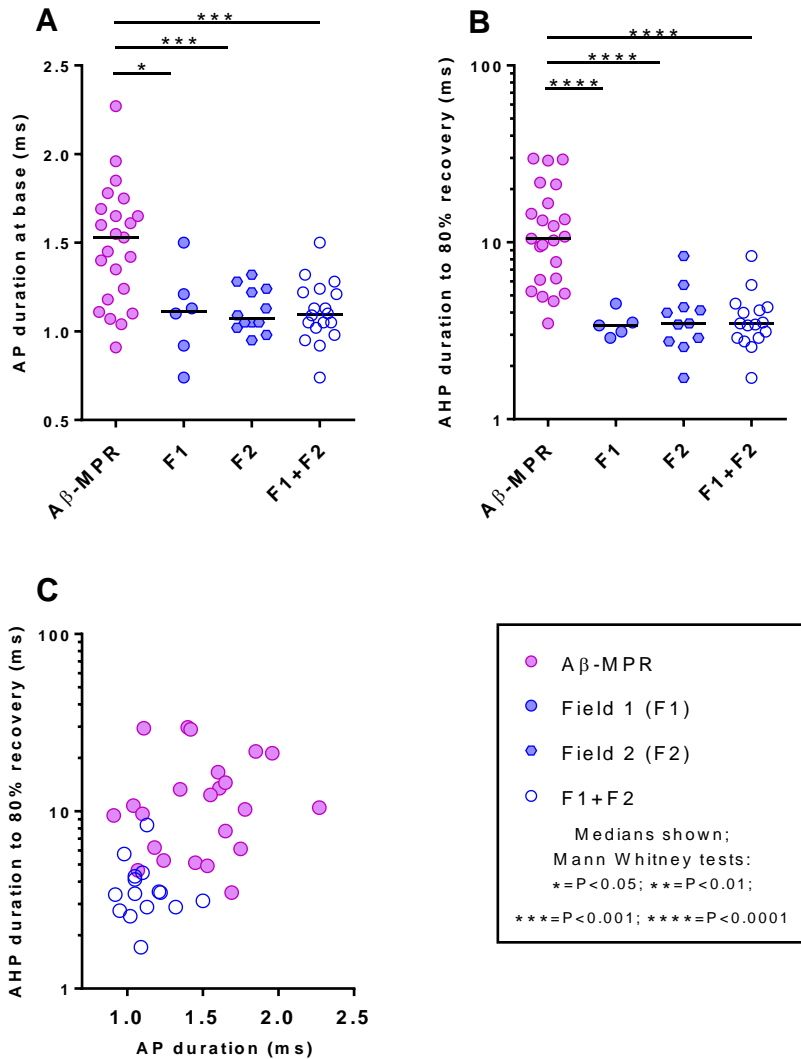 A
***
***
*
AP duration at base (ms)
2.5
2.0
1.5
1.0
0.5
Aβ-MPR
F1
F2
F1+F2
B
****
****
****
AHP duration to 80% recovery (ms)
100
10
1
Aβ-MPR
F1
F2
F1+F2
C
AHP duration to 80% recovery (ms)
100
10
1
1.0 1.5 2.0 2.5
AP duration (ms)
Aβ-MPR
Field 1 (F1)
Field 2 (F2)
F1+F2
Medians shown;
Mann Whitney tests:
*=P<0.05; **=P<0.01;
***=P<0.001; ****=P<0.0001